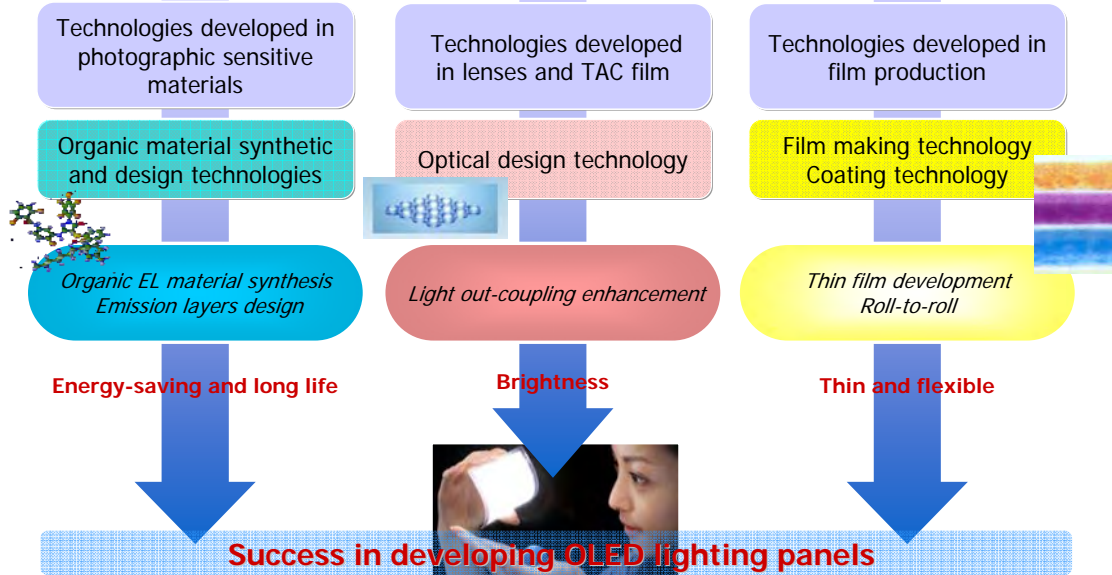 Technologies developed in
photographic sensitive
materials
Technologies developed
in lenses and TAC film
Technologies developed in
film production
Organic material synthetic
and design technologies
Optical design technology
Film making technology
Coating technology
Organic EL material synthesis
Emission layers design
Light out-coupling enhancement
Thin film development
Roll-to-roll
Energy-saving and long life
Brightness
Thin and flexible
Success in developing OLED lighting panels